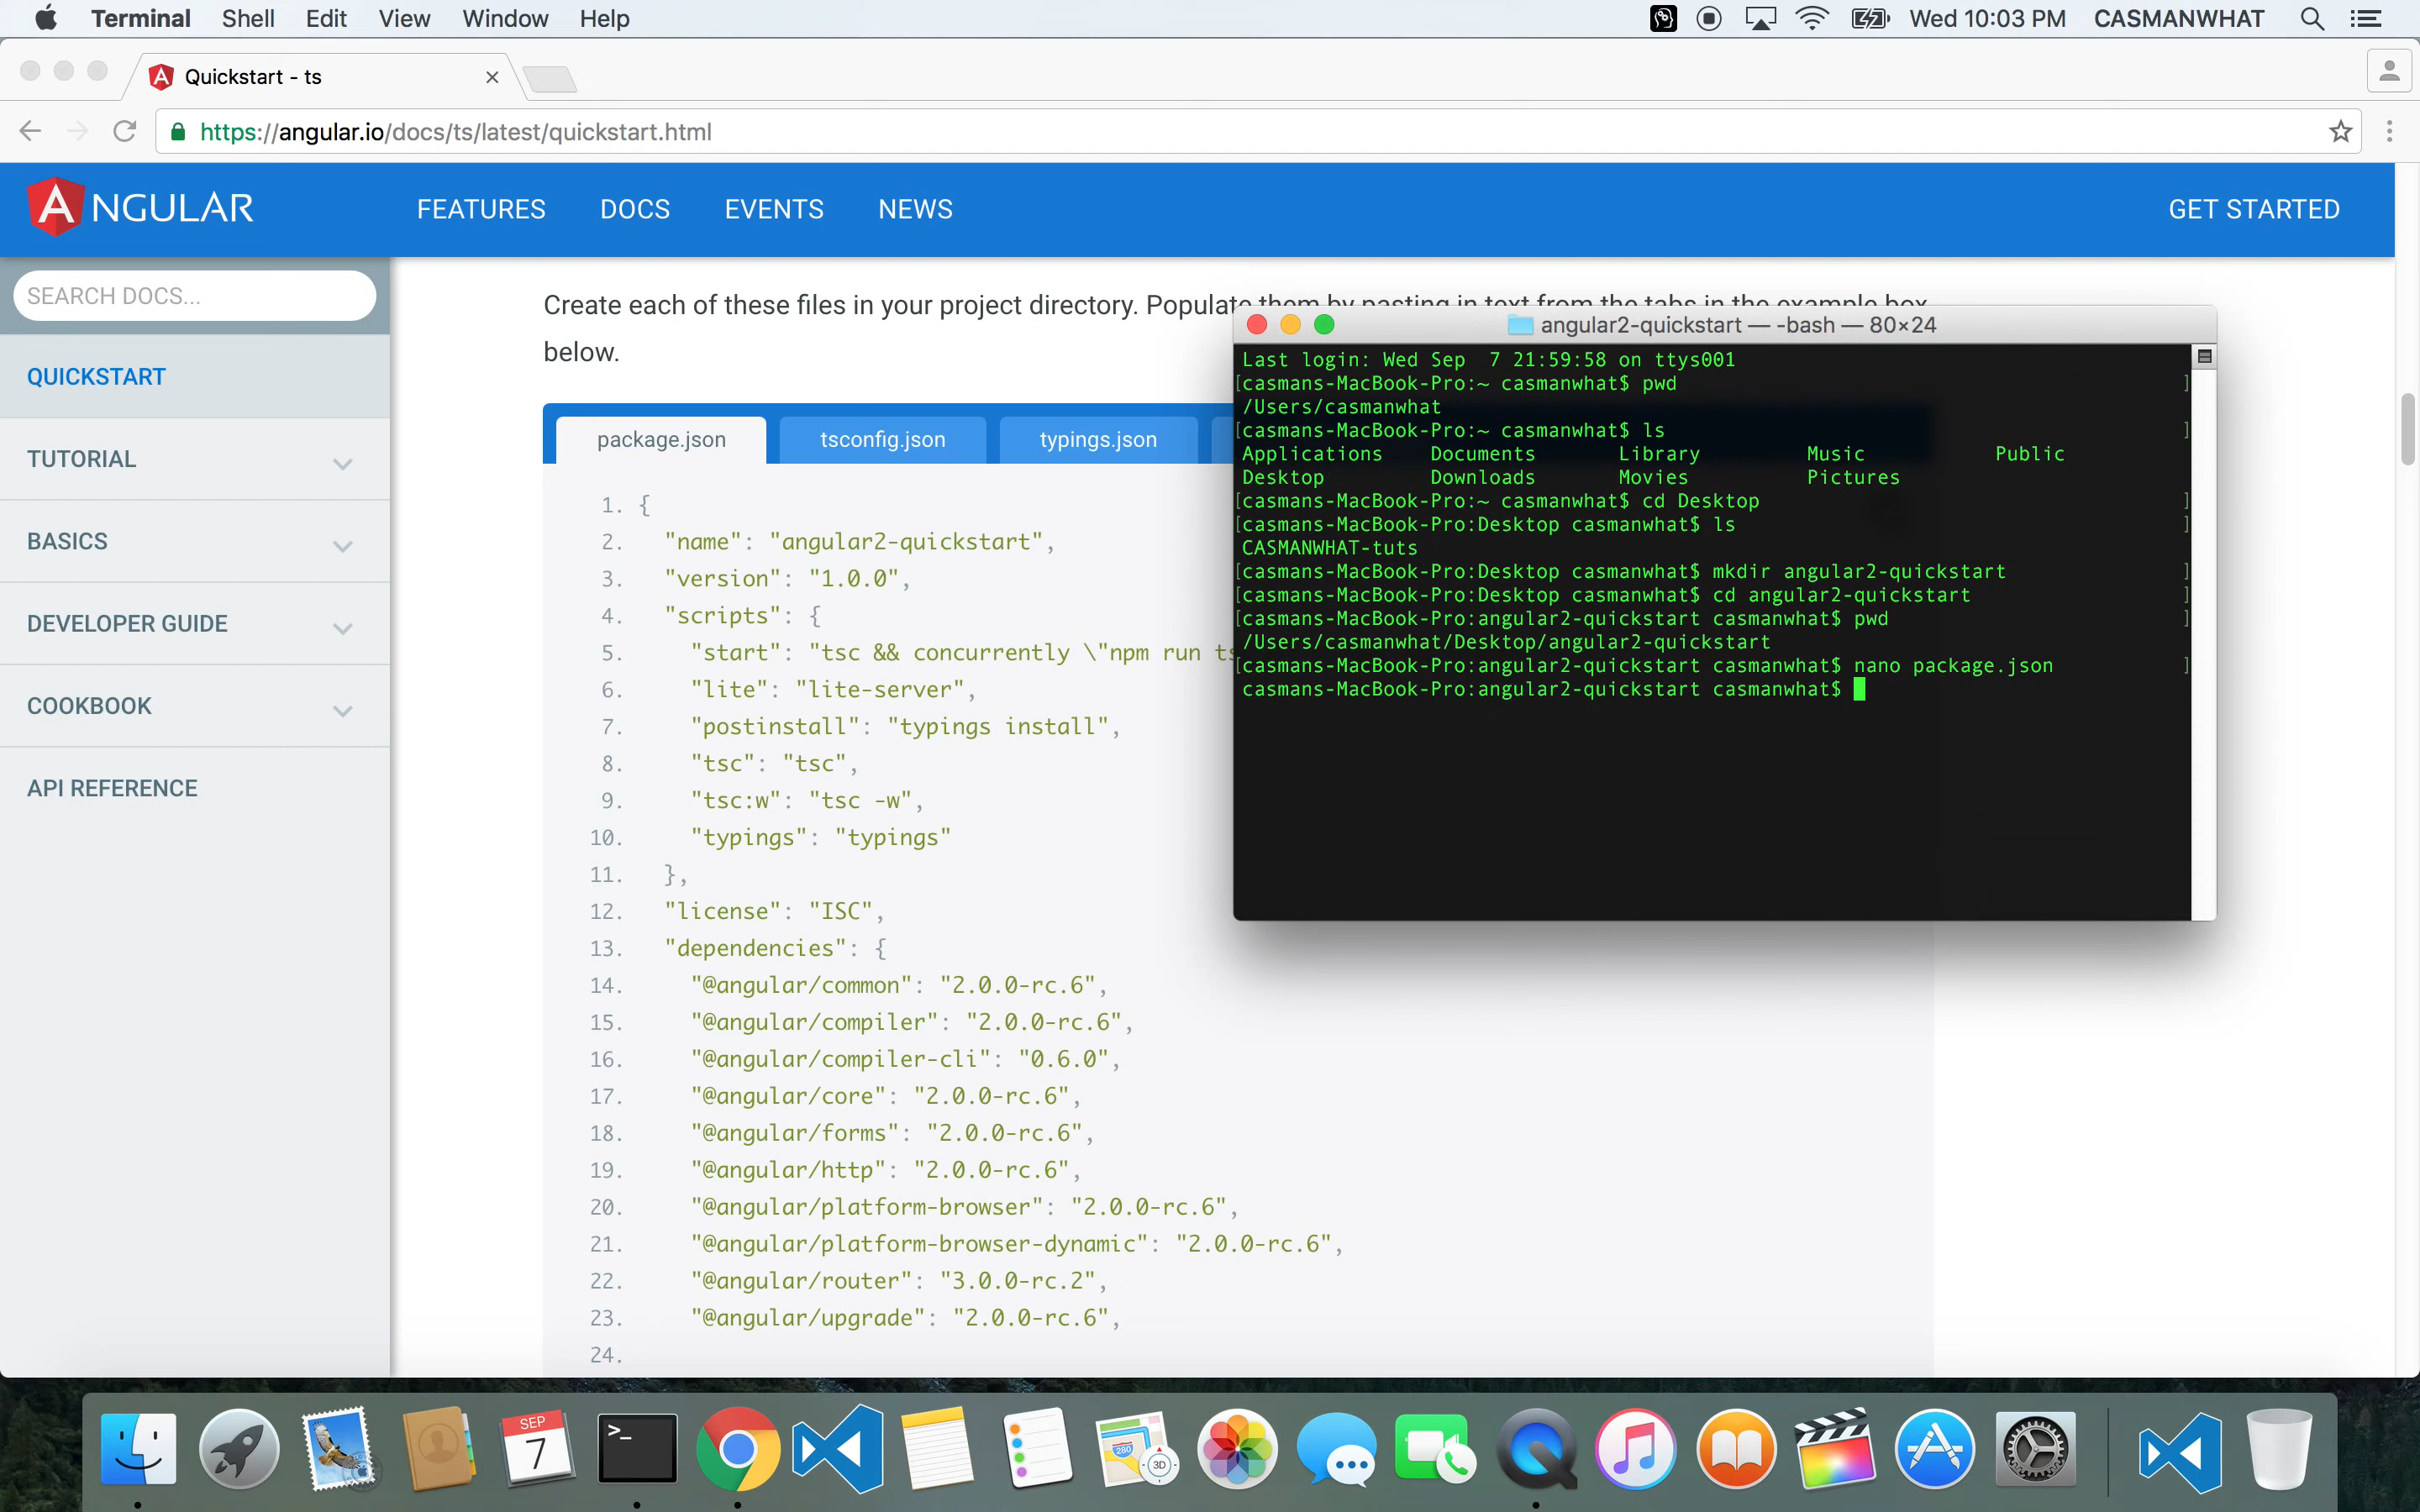 Terminal Shell Edit View Window Help
Wed 10:03 PM CASMANWHAT
Quickstart - ts
https://angular.io/docs/ts/latest/quickstart.html
ANGULAR FEATURES DOCS EVENTS NEWS GET STARTED
SEARCH DOCS...
QUICKSTART
TUTORIAL
BASICS
DEVELOPER GUIDE
COOKBOOK
API REFERENCE
Create each of these files in your project directory. Populate them by pasting in text from the tabs in the example box
below.
package.json tsconfig.json typings.json
1. {
2. "name": "angular2-quickstart",
3. "version": "1.0.0",
4. "scripts": {
5. "start": "tsc && concurrently \"npm run ts
6. "lite": "lite-server",
7. "postinstall": "typings install",
8. "tsc": "tsc",
9. "tsc:w": "tsc -w",
10. "typings": "typings"
11. },
12. "license": "ISC",
13. "dependencies": {
14. "@angular/common": "2.0.0-rc.6",
15. "@angular/compiler": "2.0.0-rc.6",
16. "@angular/compiler-cli": "0.6.0",
17. "@angular/core": "2.0.0-rc.6",
18. "@angular/forms": "2.0.0-rc.6",
19. "@angular/http": "2.0.0-rc.6",
20. "@angular/platform-browser": "2.0.0-rc.6",
21. "@angular/platform-browser-dynamic": "2.0.0-rc.6",
22. "@angular/router": "3.0.0-rc.2",
23. "@angular/upgrade": "2.0.0-rc.6",
24.
angular2-quickstart — -bash — 80×24
Last login: Wed Sep  7 21:59:58 on ttys001
[casmans-MacBook-Pro:~ casmanwhat$ pwd ]
/Users/casmanwhat
[casmans-MacBook-Pro:~ casmanwhat$ ls ]
Applications Documents Library Music Public
Desktop Downloads Movies Pictures
[casmans-MacBook-Pro:~ casmanwhat$ cd Desktop ]
[casmans-MacBook-Pro:Desktop casmanwhat$ ls ]
CASMANWHAT-tuts
[casmans-MacBook-Pro:Desktop casmanwhat$ mkdir angular2-quickstart ]
[casmans-MacBook-Pro:Desktop casmanwhat$ cd angular2-quickstart ]
[casmans-MacBook-Pro:angular2-quickstart casmanwhat$ pwd ]
/Users/casmanwhat/Desktop/angular2-quickstart
[casmans-MacBook-Pro:angular2-quickstart casmanwhat$ nano package.json ]
casmans-MacBook-Pro:angular2-quickstart casmanwhat$
SEP
7
>_
280
3D